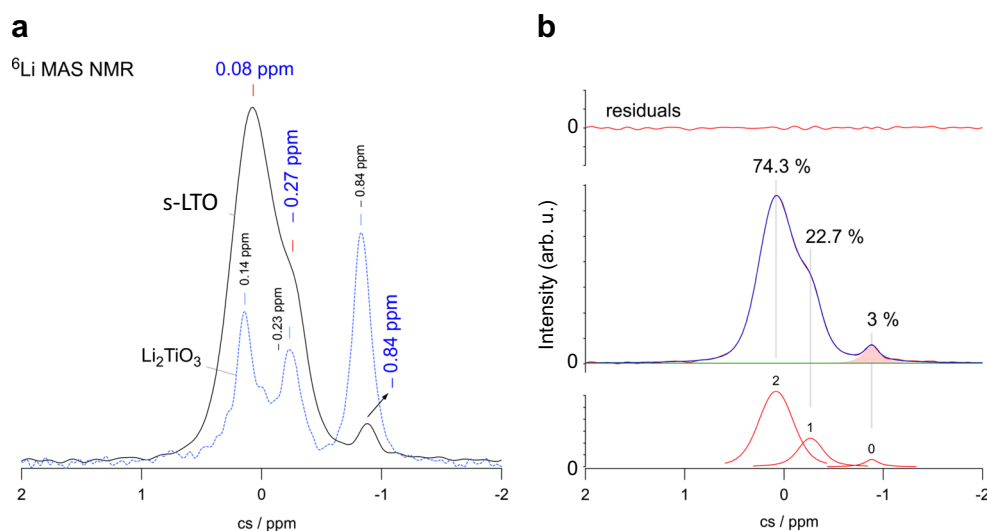 a
⁶Li MAS NMR
0.08 ppm
– 0.27 ppm
– 0.84 ppm
s-LTO
0.14 ppm
– 0.23 ppm
Li₂TiO₃
– 0.84 ppm
2
1
0
-1
-2
cs / ppm
b
residuals
0
74.3 %
22.7 %
3 %
Intensity (arb. u.)
0
2
1
0
0
2
1
0
-1
-2
cs / ppm